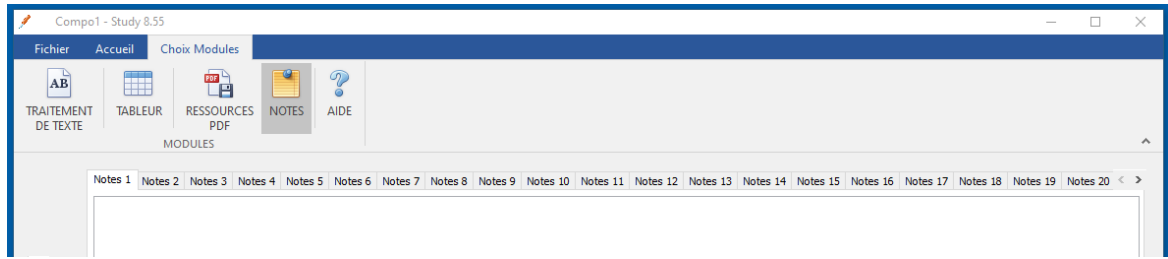 Compo1 - Study 8.55
Fichier Accueil Choix Modules
AB PDF
TRAITEMENT TABLEUR RESSOURCES NOTES AIDE
DE TEXTE PDF
MODULES
Notes 1 Notes 2 Notes 3 Notes 4 Notes 5 Notes 6 Notes 7 Notes 8 Notes 9 Notes 10 Notes 11 Notes 12 Notes 13 Notes 14 Notes 15 Notes 16 Notes 17 Notes 18 Notes 19 Notes 20